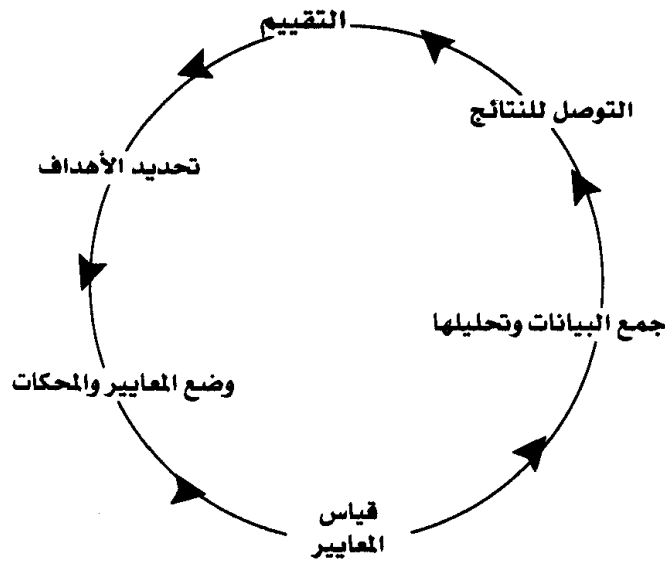 التقييم
تحديد الأهداف
وضع المعايير والمحكات
قياس
المعايير
جمع البيانات وتحليلها
التوصل للنتائج